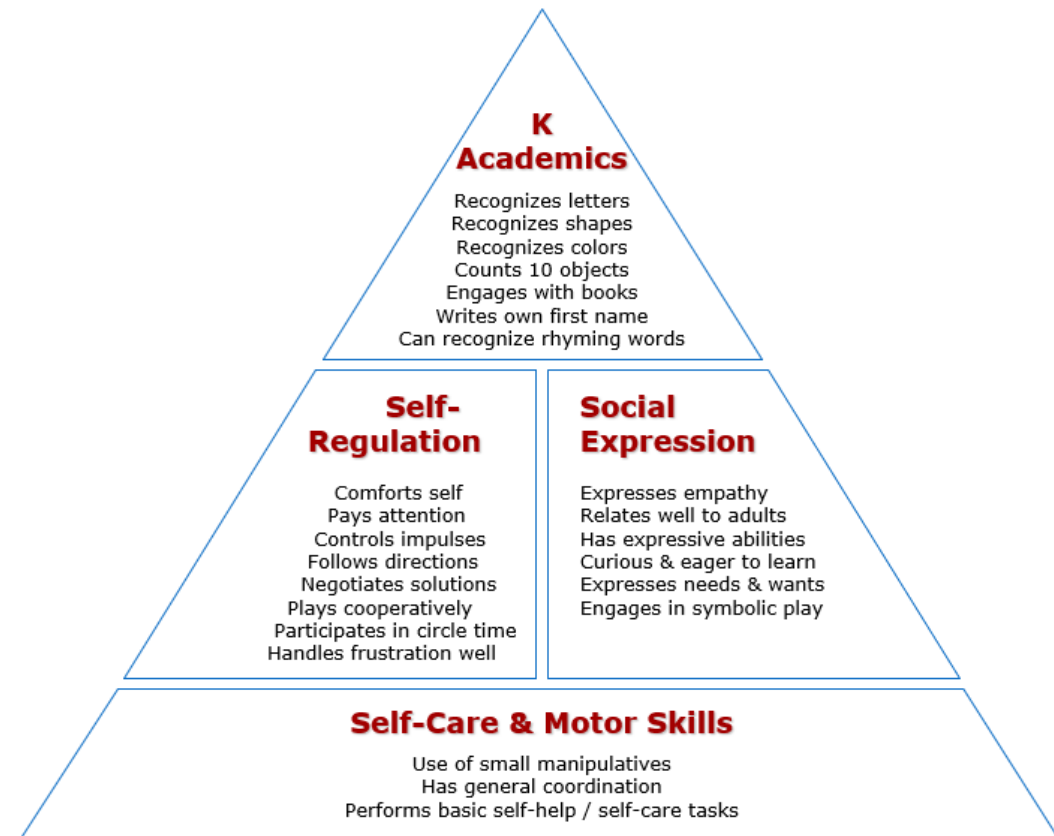 K
Academics
Recognizes letters
Recognizes shapes
Recognizes colors
Counts 10 objects
Engages with books
Writes own first name
Can recognize rhyming words
Self-
Regulation
Comforts self
Pays attention
Controls impulses
Follows directions
Negotiates solutions
Plays cooperatively
Participates in circle time
Handles frustration well
Social
Expression
Expresses empathy
Relates well to adults
Has expressive abilities
Curious & eager to learn
Expresses needs & wants
Engages in symbolic play
Self-Care & Motor Skills
Use of small manipulatives
Has general coordination
Performs basic self-help / self-care tasks